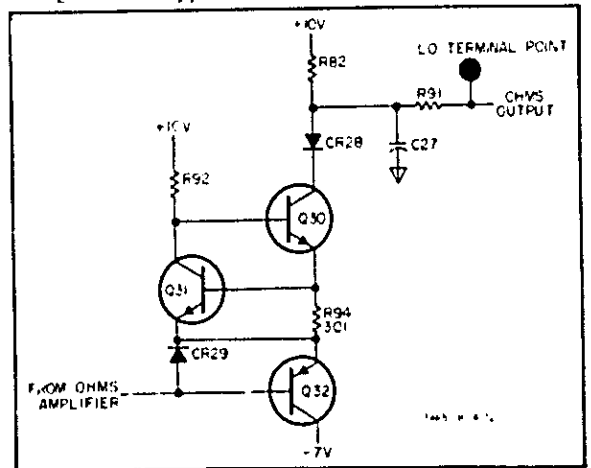 +10V
LO TERMINAL POINT
R82
R91
OHMS
OUTPUT
+10V
CR28
C27
R92
Q30
Q31
R94
301
CR29
FROM OHMS
AMPLIFIER
Q32
-7V